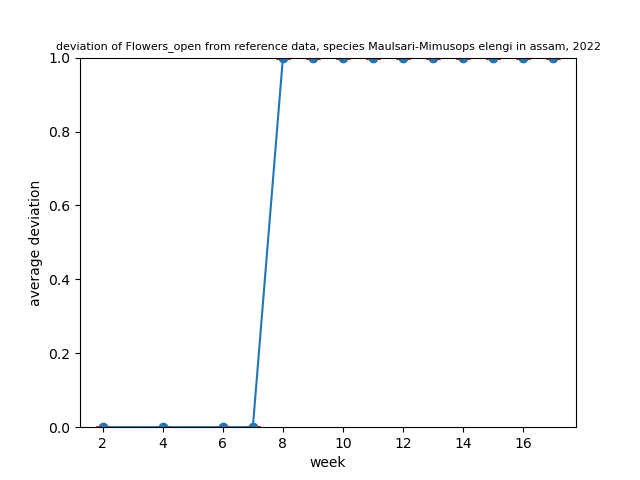 deviation of Flowers_open from reference data, species Maulsari-Mimusops elengi in assam, 2022
1.0
0.8
0.6
0.4
0.2
0.0
average deviation
2 4 6 8 10 12 14 16
week